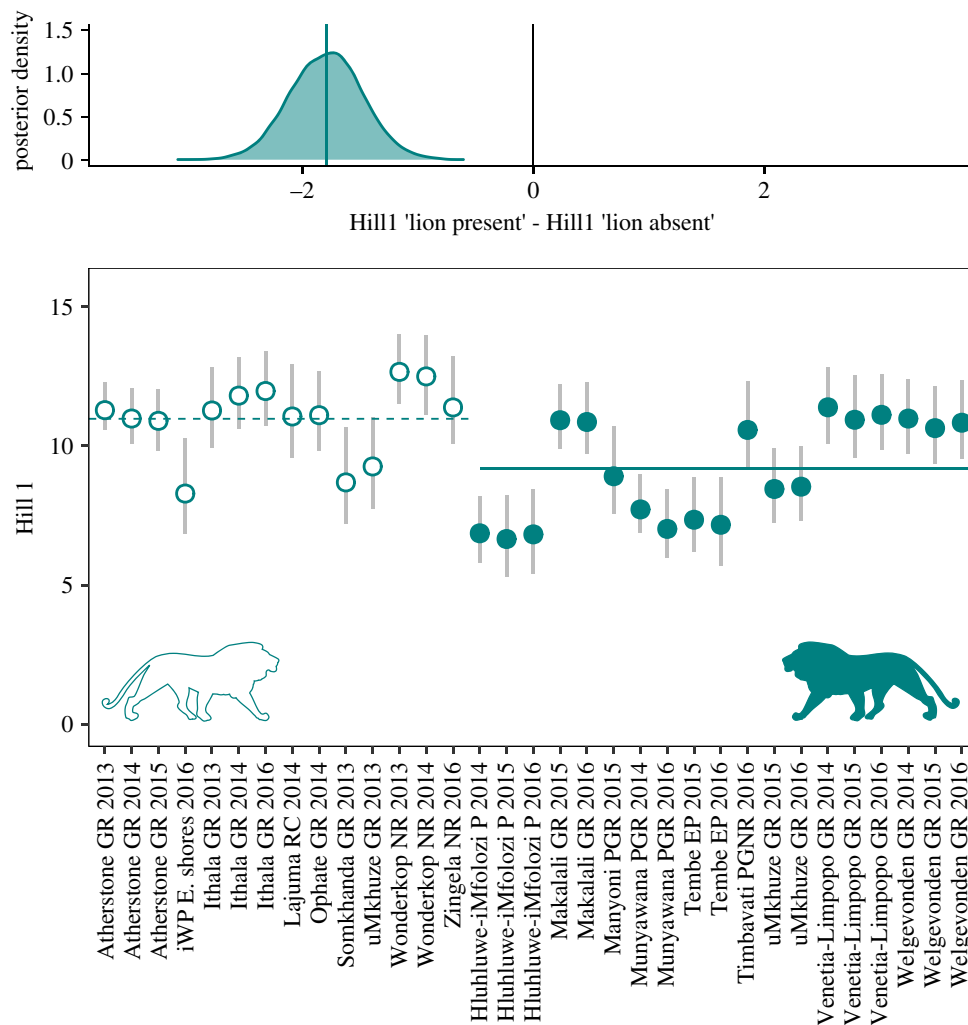 posterior density
1.5
1.0
0.5
0
–2
0
2
Hill1 'lion present' - Hill1 'lion absent'
Hill 1
15
10
5
0
Atherstone GR 2013
Atherstone GR 2014
Atherstone GR 2015
iWP E. shores 2016
Ithala GR 2013
Ithala GR 2014
Ithala GR 2016
Lajuma RC 2014
Ophate GR 2014
Somkhanda GR 2013
uMkhuze GR 2013
Wonderkop NR 2013
Wonderkop NR 2014
Zingela NR 2016
Hluhluwe-iMfolozi P 2014
Hluhluwe-iMfolozi P 2015
Hluhluwe-iMfolozi P 2016
Makalali GR 2015
Makalali GR 2016
Manyoni PGR 2015
Munyawana PGR 2014
Munyawana PGR 2016
Tembe EP 2015
Tembe EP 2016
Timbavati PGNR 2016
uMkhuze GR 2015
uMkhuze GR 2016
Venetia-Limpopo GR 2014
Venetia-Limpopo GR 2015
Venetia-Limpopo GR 2016
Welgevonden GR 2014
Welgevonden GR 2015
Welgevonden GR 2016